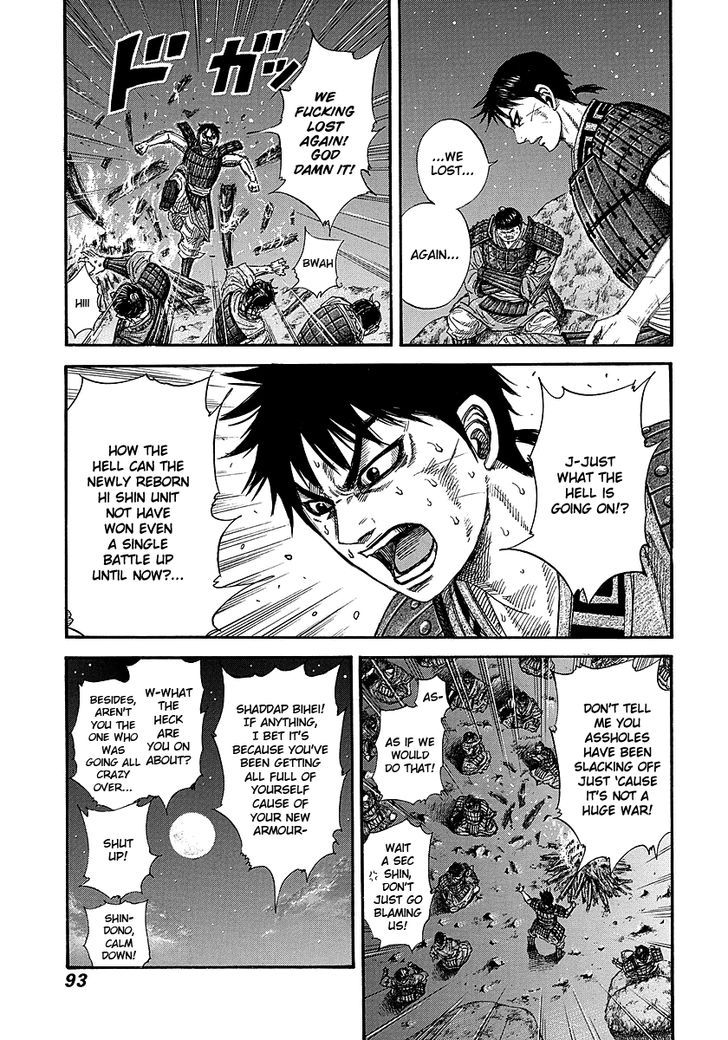 ...WE
LOST...
AGAIN...
WE
FUCKING
LOST
AGAIN!
GOD
DAMN IT!
ドガッ
BWAH
HIII
J-JUST
WHAT
THE
HELL IS
GOING ON!?
HOW THE
HELL CAN THE
NEWLY REBORN
HI SHIN UNIT
NOT HAVE
WON EVEN
A SINGLE
BATTLE UP
UNTIL NOW?...
DON'T TELL
ME YOU
ASSHOLES
HAVE BEEN
SLACKING OFF
JUST 'CAUSE
IT'S NOT A
HUGE WAR!
AS-
AS IF WE
WOULD
DO THAT!
WAIT
A SEC
SHIN,
DON'T
JUST GO
BLAMING
US!
SHADDAP BIHEI!
IF ANYTHING,
I BET IT'S
BECAUSE YOU'VE
BEEN GETTING
ALL FULL OF
YOURSELF
CAUSE OF
YOUR NEW
ARMOUR-
W-WHAT
THE
HECK ARE
YOU ON
ABOUT?
BESIDES,
AREN'T
YOU THE
ONE WHO
WAS
GOING ALL
CRAZY
OVER...
SHUT
UP!
SHIN-
DONO,
CALM
DOWN!
93